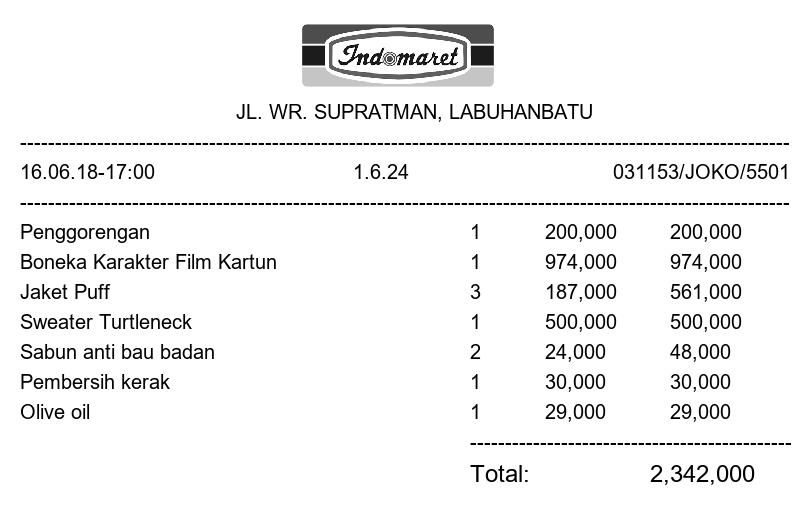 Indomaret
JL. WR. SUPRATMAN, LABUHANBATU
16.06.18-17:00 1.6.24 031153/JOKO/5501
Penggorengan 1 200,000 200,000
Boneka Karakter Film Kartun 1 974,000 974,000
Jaket Puff 3 187,000 561,000
Sweater Turtleneck 1 500,000 500,000
Sabun anti bau badan 2 24,000 48,000
Pembersih kerak 1 30,000 30,000
Olive oil 1 29,000 29,000
Total: 2,342,000